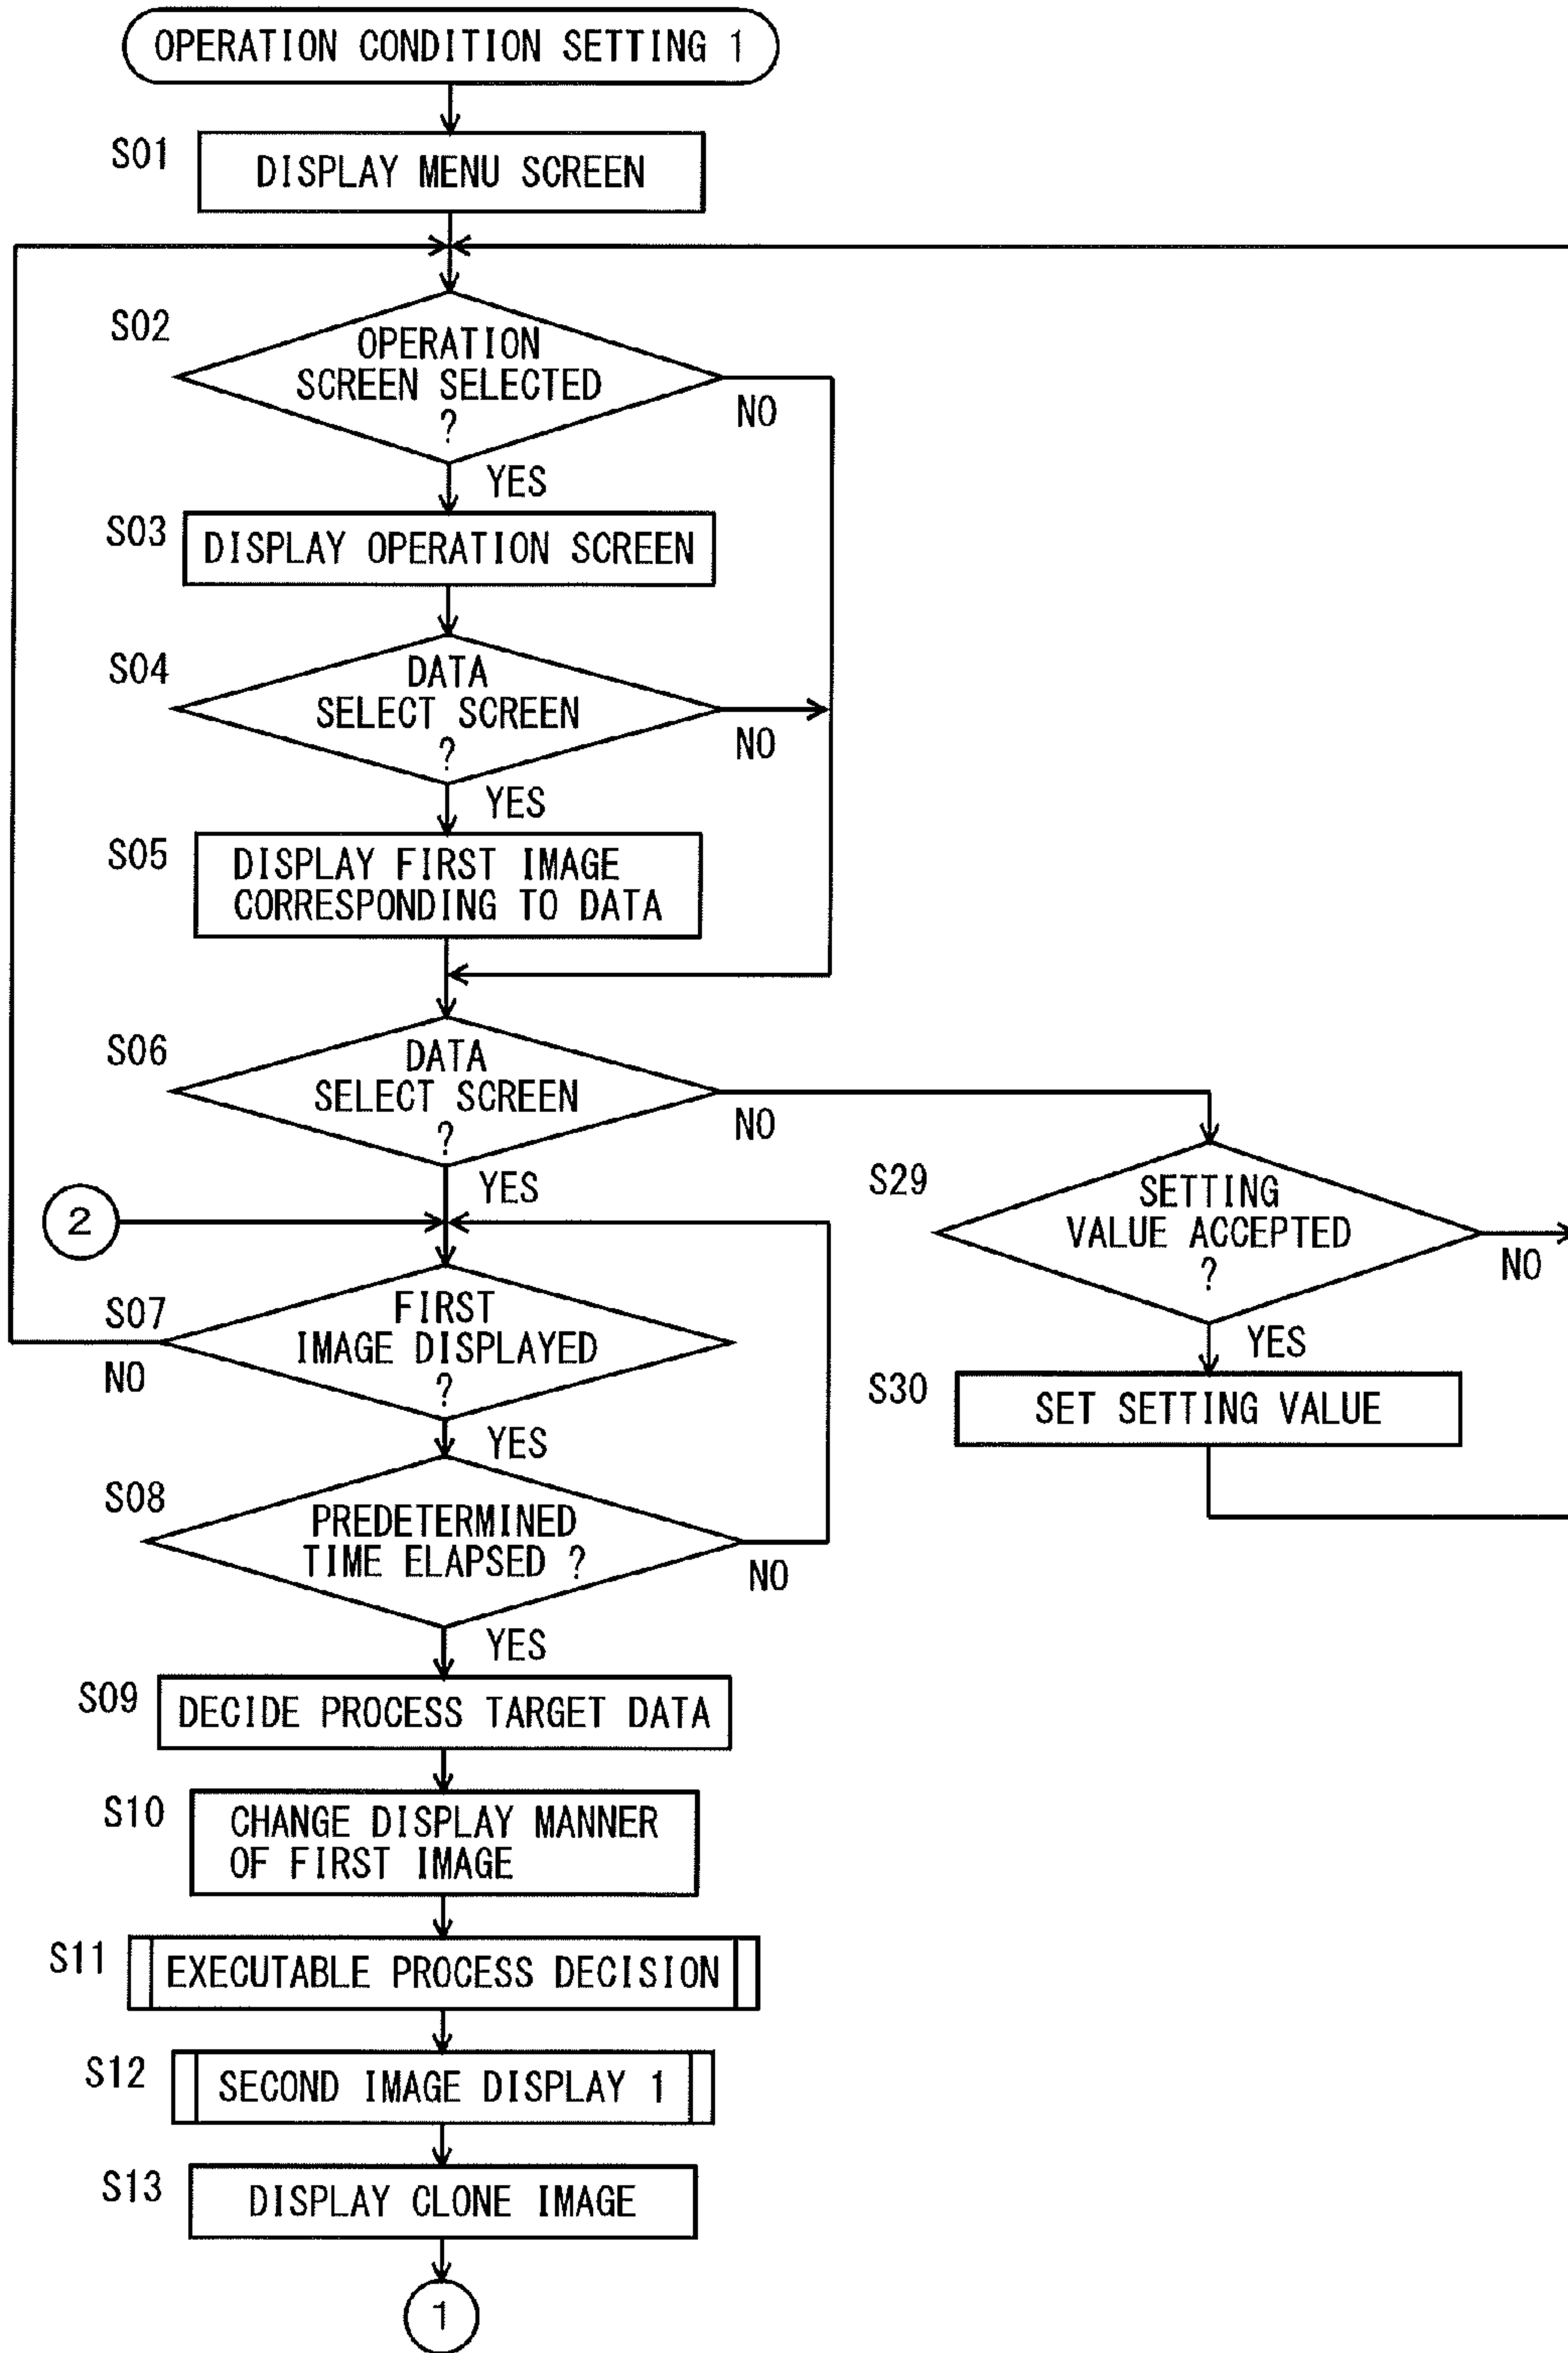 OPERATION CONDITION SETTING 1
S01
DISPLAY MENU SCREEN
S02
OPERATION
SCREEN SELECTED
?
NO
YES
S03
DISPLAY OPERATION SCREEN
S04
DATA
SELECT SCREEN
?
NO
YES
S05
DISPLAY FIRST IMAGE
CORRESPONDING TO DATA
S06
DATA
SELECT SCREEN
?
NO
YES
S29
SETTING
VALUE ACCEPTED
?
NO
YES
S30
SET SETTING VALUE
2
S07
FIRST
IMAGE DISPLAYED
?
NO
YES
S08
PREDETERMINED
TIME ELAPSED ?
NO
YES
S09
DECIDE PROCESS TARGET DATA
S10
CHANGE DISPLAY MANNER
OF FIRST IMAGE
S11
EXECUTABLE PROCESS DECISION
S12
SECOND IMAGE DISPLAY 1
S13
DISPLAY CLONE IMAGE
1